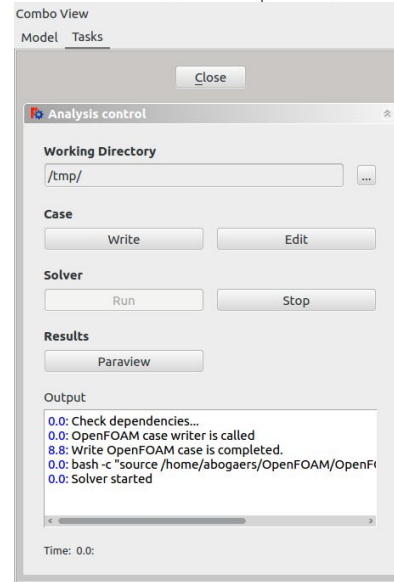 Combo View
Model Tasks
Close
Analysis control
Working Directory
/tmp/ ...
Case
Write Edit
Solver
Run Stop
Results
Paraview
Output
0.0: Check dependencies...
0.0: OpenFOAM case writer is called
8.8: Write OpenFOAM case is completed.
0.0: bash -c "source /home/abogaers/OpenFOAM/OpenF
0.0: Solver started
Time: 0.0: